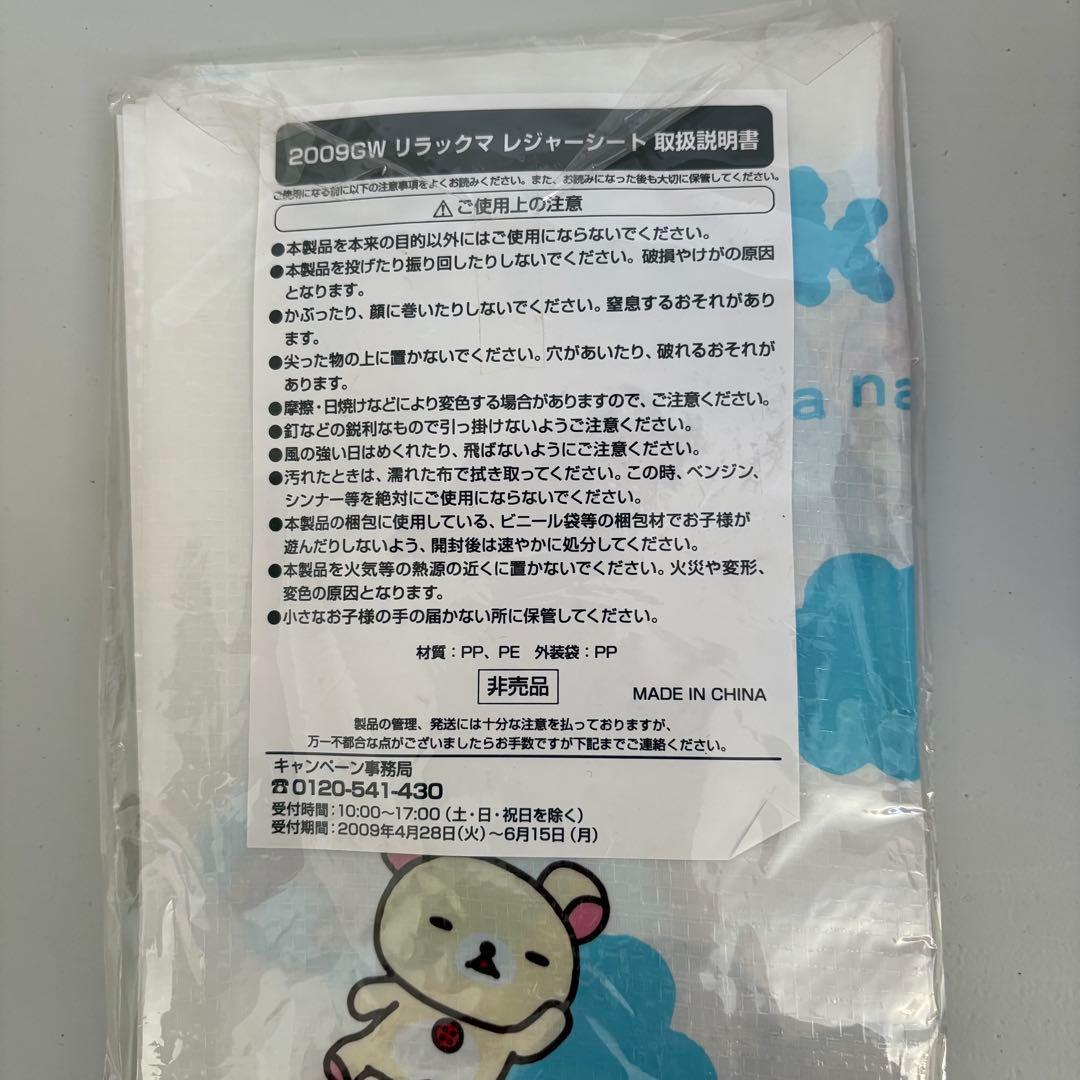 2009GW リラックマ レジャーシート 取扱説明書
ご使用になる前に以下の注意事項をよくお読みください。また、お読みになった後も大切に保管してください。
⚠ご使用上の注意
●本製品を本来の目的以外にはご使用にならないでください。
●本製品を投げたり振り回したりしないでください。破損やけがの原因
となります。
●かぶったり、顔に巻いたりしないでください。窒息するおそれがあり
ます。
●尖った物の上に置かないでください。穴があいたり、破れるおそれが
あります。
●摩擦・日焼けなどにより変色する場合がありますので、ご注意ください。
●釘などの鋭利なもので引っ掛けないようご注意ください。
●風の強い日はめくれたり、飛ばないようにご注意ください。
●汚れたときは、濡れた布で拭き取ってください。この時、ベンジン、
シンナー等を絶対にご使用にならないでください。
●本製品の梱包に使用している、ビニール袋等の梱包材でお子様が
遊んだりしないよう、開封後は速やかに処分してください。
●本製品を火気等の熱源の近くに置かないでください。火災や変形、
変色の原因となります。
●小さなお子様の手の届かない所に保管してください。
材質：PP、PE 外装袋：PP
非売品
MADE IN CHINA
製品の管理、発送には十分な注意を払っておりますが、
万一不都合な点がございましたらお手数ですが下記までご連絡ください。
キャンペーン事務局
☎0120-541-430
受付時間：10:00〜17:00（土・日・祝日を除く）
受付期間：2009年4月28日（火）〜6月15日（月）
a na